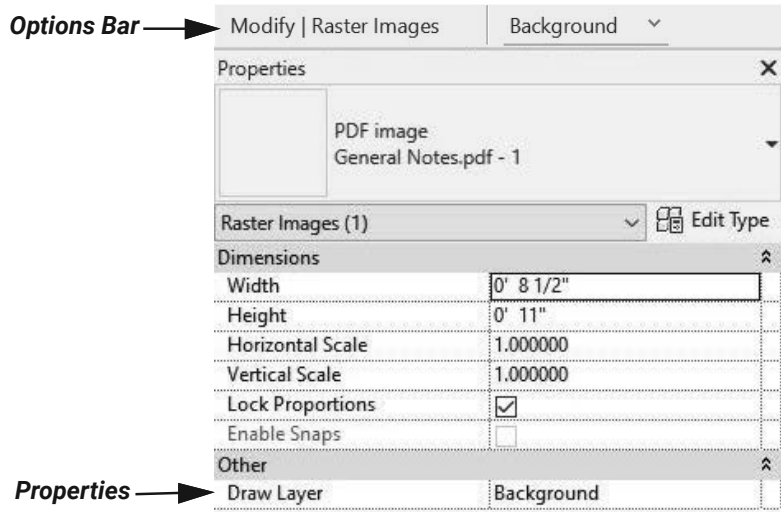 Options Bar Modify | Raster Images Background
Properties
PDF image
General Notes.pdf - 1
Raster Images (1) Edit Type
Dimensions
Width 0' 8 1/2"
Height 0' 11"
Horizontal Scale 1.000000
Vertical Scale 1.000000
Lock Proportions
Enable Snaps
Other
Properties Draw Layer Background